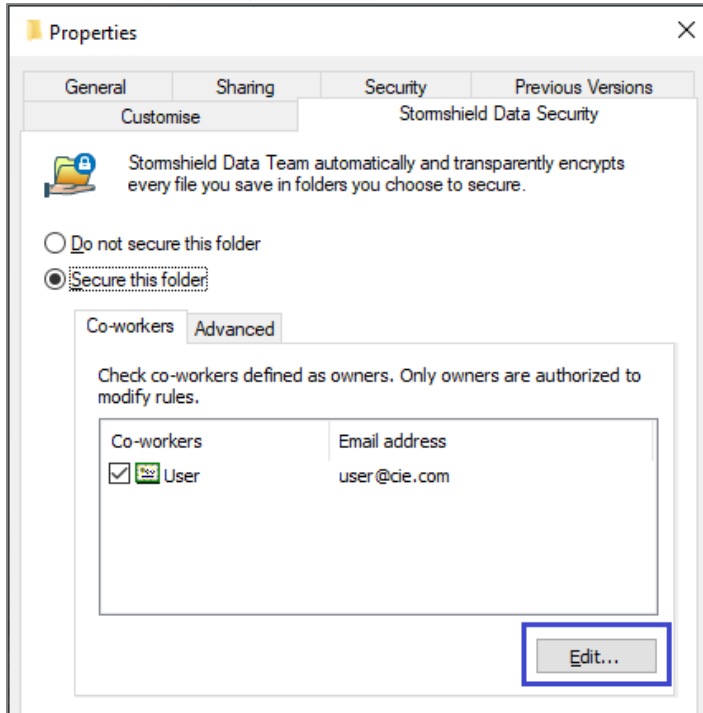 Properties
General Sharing Security Previous Versions
Customise Stormshield Data Security
Stormshield Data Team automatically and transparently encrypts
every file you save in folders you choose to secure.
Do not secure this folder
Secure this folder
Co-workers Advanced
Check co-workers defined as owners. Only owners are authorized to
modify rules.
Co-workers Email address
User user@cie.com
Edit...